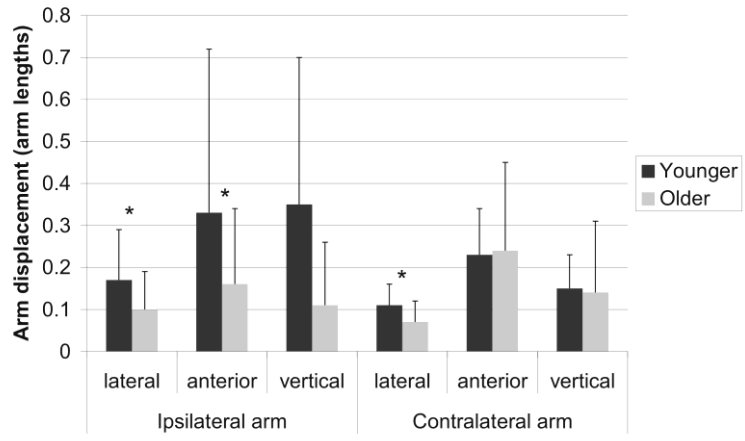 Arm displacement (arm lengths)
0.8
0.7
0.6
0.5
0.4
0.3
0.2
0.1
0
*
*
*
lateral anterior vertical lateral anterior vertical
Ipsilateral arm Contralateral arm
Younger
Older